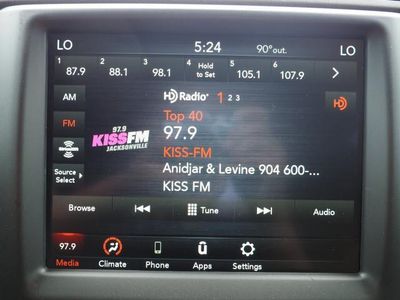 LO 5:24 90°out. LO
1 87.9 2 88.1 3 98.1 4 Hold to Set 5 105.1 6 107.9
HD Radio 1 2 3
AM
Top 40
FM
97.9
97.9 KISSFM JACKSONVILLE
KISS-FM
SiriusXM
Anidjar & Levine 904 600-...
Source Select
KISS FM
Browse Tune Audio
97.9
Media Climate Phone Apps Settings